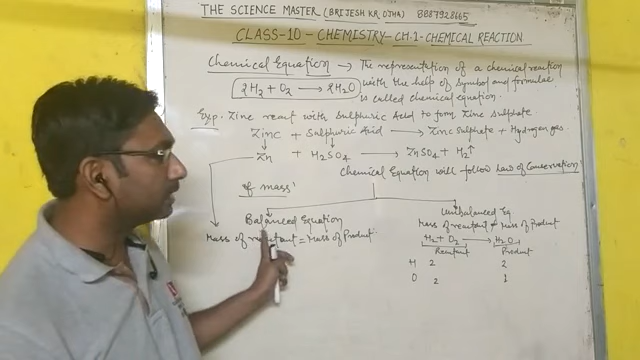 THE SCIENCE MASTER (BRIJESH KR. OJHA) 8887928665
CLASS-10 - CHEMISTRY- CH-1-CHEMICAL REACTION
Chemical Equation → The representation of a chemical reaction
with the help of symbol and formulae
is called chemical equation.
2H₂ + O₂ → 2H₂O
Exp. Zinc react with Sulphuric Acid to form Zinc Sulphate.
Zinc + Sulphuric Acid → Zinc Sulphate + Hydrogen gas.
Zn + H₂SO₄ → ZnSO₄ + H₂↑
Chemical Equation will follow Law of Conservation
of mass'
Balanced Equation
Mass of reactant = Mass of Product
Unbalanced Eq
Mass of reactant ≠ Mass of Product
H₂ + O₂ → H₂O
Reactant Product
H 2 2
O 2 1